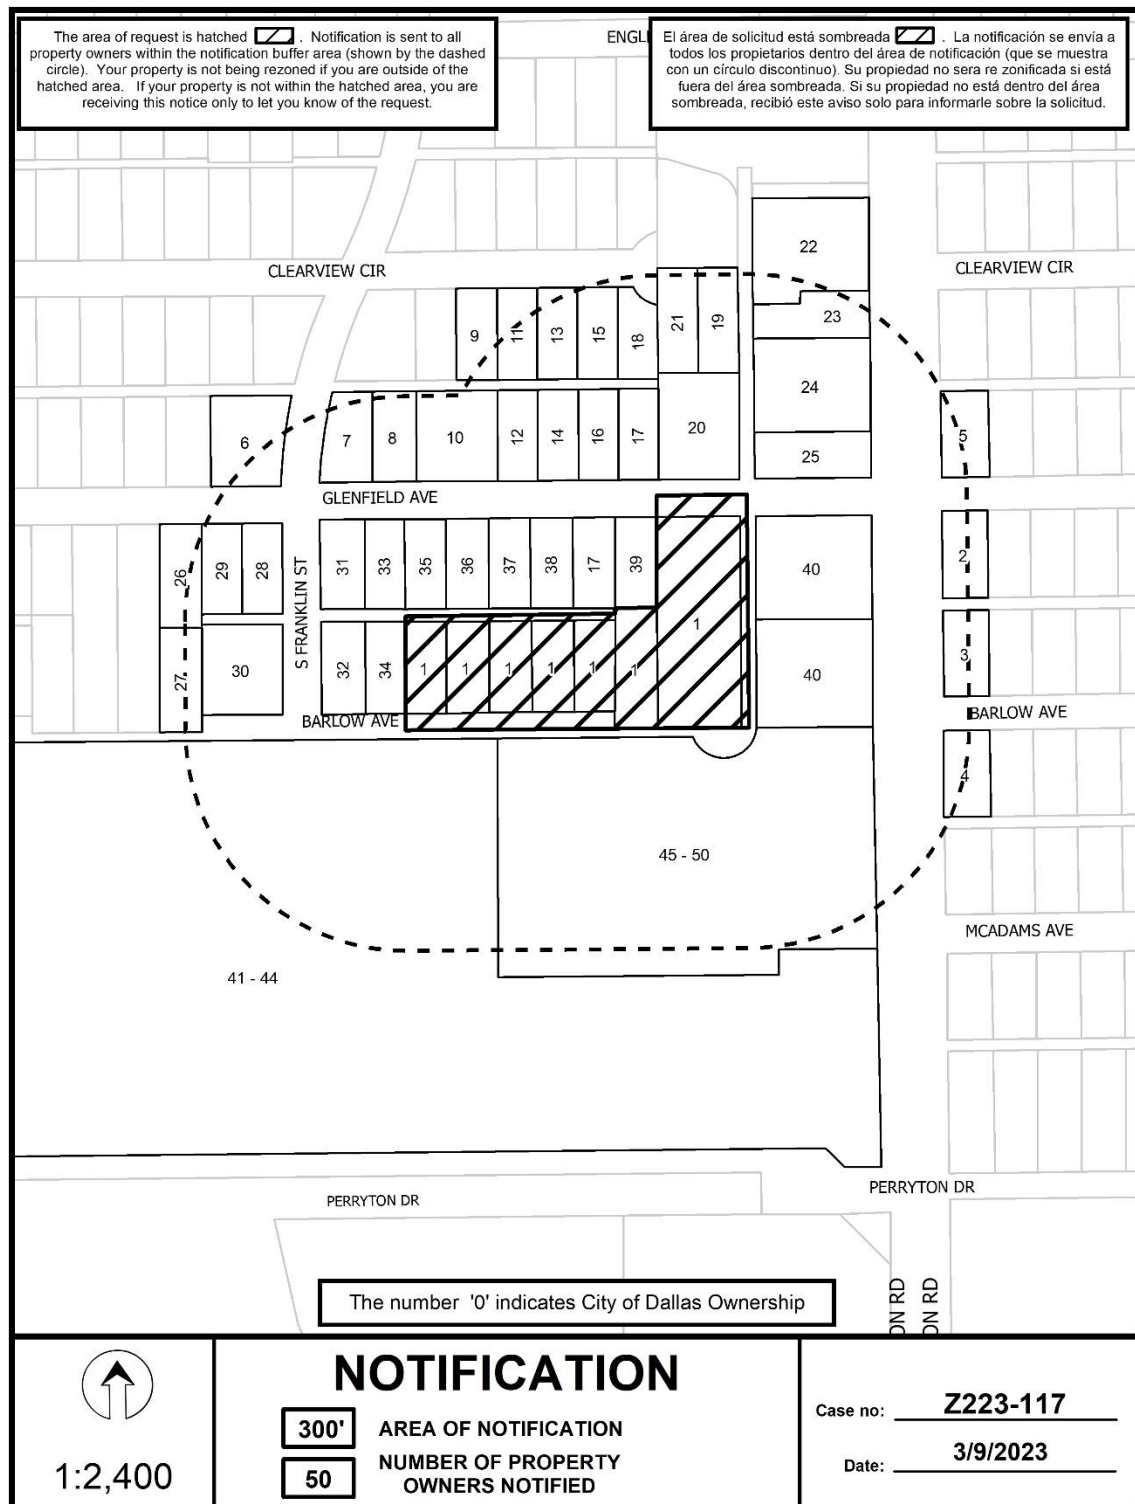 The area of request is hatched . Notification is sent to all
property owners within the notification buffer area (shown by the dashed
circle). Your property is not being rezoned if you are outside of the
hatched area. If your property is not within the hatched area, you are
receiving this notice only to let you know of the request.
El área de solicitud está sombreada . La notificación se envía a
todos los propietarios dentro del área de notificación (que se muestra
con un círculo discontinuo). Su propiedad no sera re zonificada si está
fuera del área sombreada. Si su propiedad no está dentro del área
sombreada, recibió este aviso solo para informarle sobre la solicitud.
22
CLEARVIEW CIR
CLEARVIEW CIR
9
11
13
15
18
21
19
23
24
6
7
8
10
12
14
16
17
20
25
5
GLENFIELD AVE
26
29
28
S FRANKLIN ST
31
33
35
36
37
38
17
39
40
2
1
27
30
32
34
1
1
1
1
1
1
40
3
BARLOW AVE
BARLOW AVE
4
45 - 50
MCADAMS AVE
41 - 44
PERRYTON DR
PERRYTON DR
ON RD
ON RD
The number '0' indicates City of Dallas Ownership
1:2,400
NOTIFICATION
300' AREA OF NOTIFICATION
50 NUMBER OF PROPERTY
OWNERS NOTIFIED
Case no: Z223-117
Date: 3/9/2023